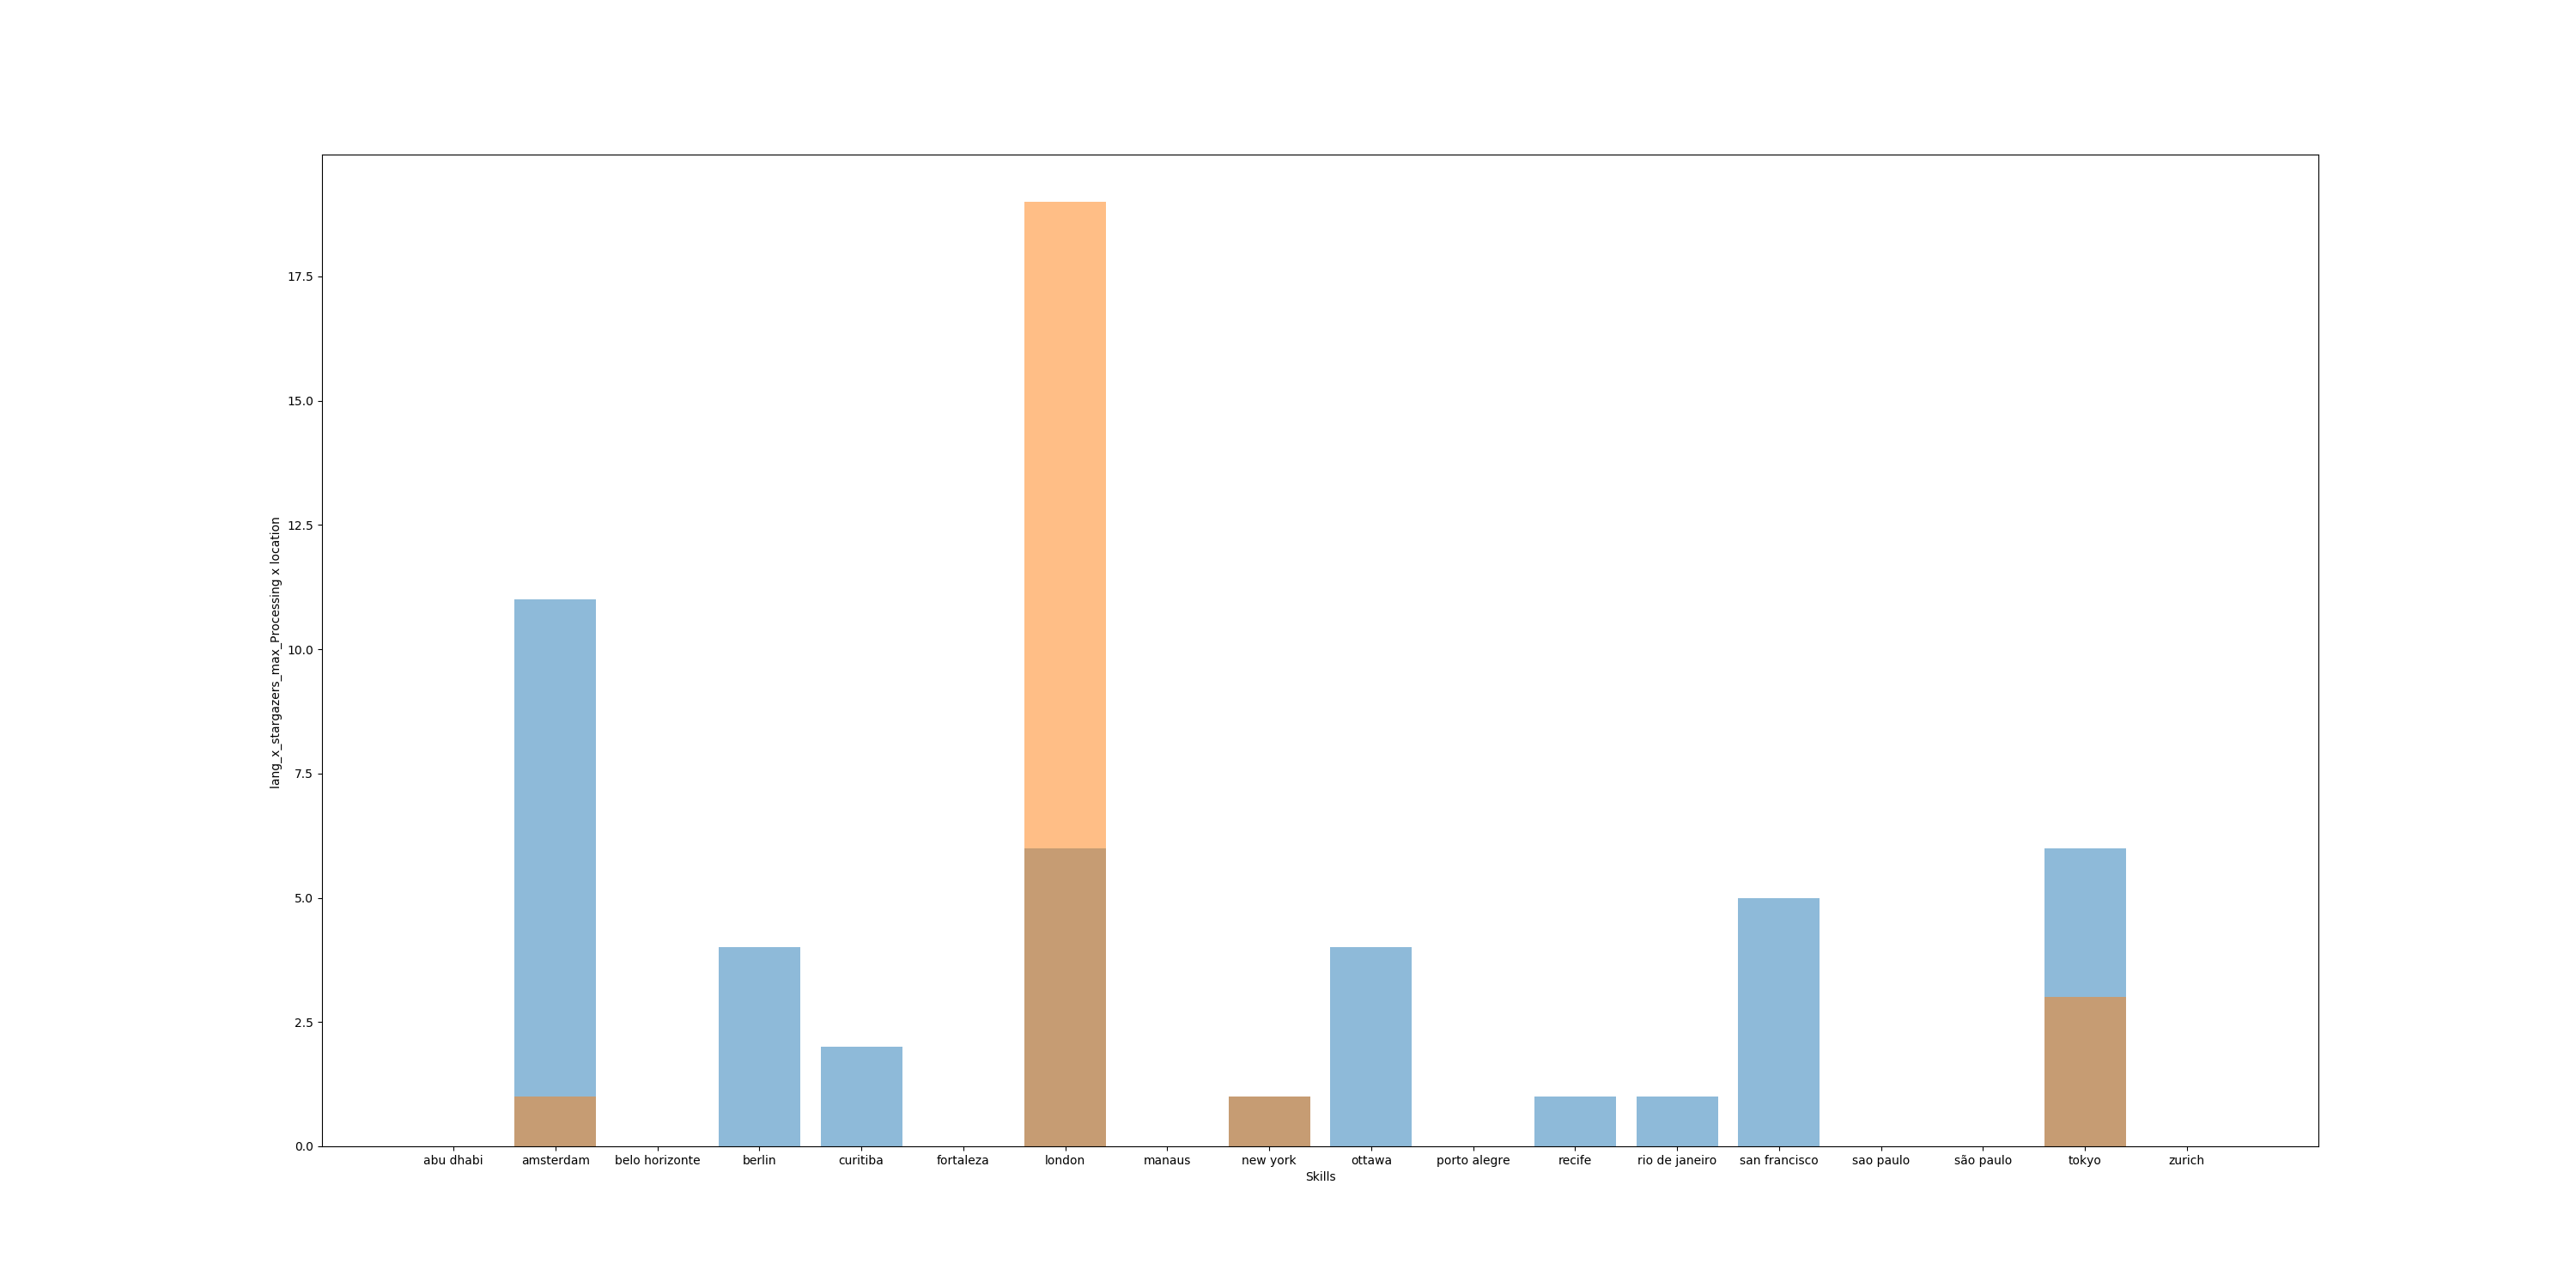 lang_x_stargazers_max_Processing x location
17.5
15.0
12.5
10.0
7.5
5.0
2.5
0.0
abu dhabi amsterdam belo horizonte berlin curitiba fortaleza london manaus new york ottawa porto alegre recife rio de janeiro san francisco sao paulo são paulo tokyo zurich
Skills